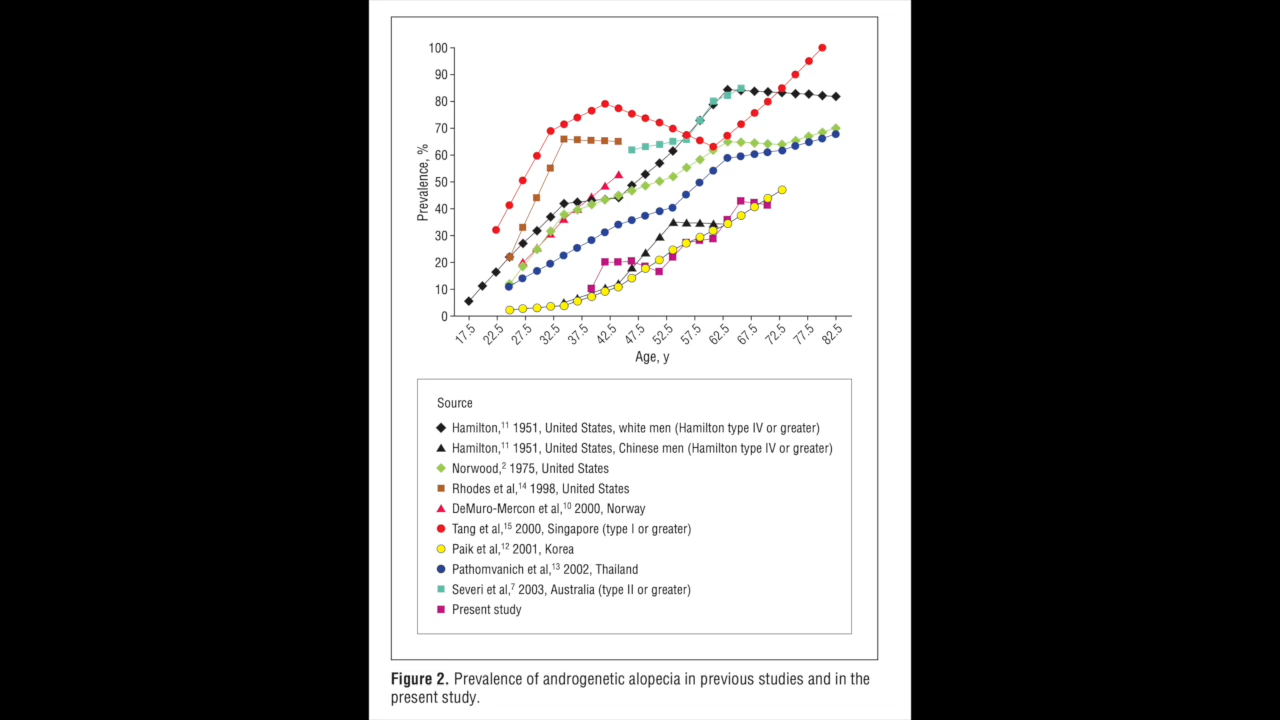 100
90
80
70
60
50
40
30
20
10
0
Prevalence, %
17.5
22.5
27.5
32.5
37.5
42.5
47.5
52.5
57.5
62.5
67.5
72.5
77.5
82.5
Age, y
Source
Hamilton,¹¹ 1951, United States, white men (Hamilton type IV or greater)
Hamilton,¹¹ 1951, United States, Chinese men (Hamilton type IV or greater)
Norwood,² 1975, United States
Rhodes et al,¹⁴ 1998, United States
DeMuro-Mercon et al,¹⁰ 2000, Norway
Tang et al,¹⁵ 2000, Singapore (type I or greater)
Paik et al,¹² 2001, Korea
Pathomvanich et al,¹³ 2002, Thailand
Severi et al,⁷ 2003, Australia (type II or greater)
Present study
Figure 2. Prevalence of androgenetic alopecia in previous studies and in the
present study.